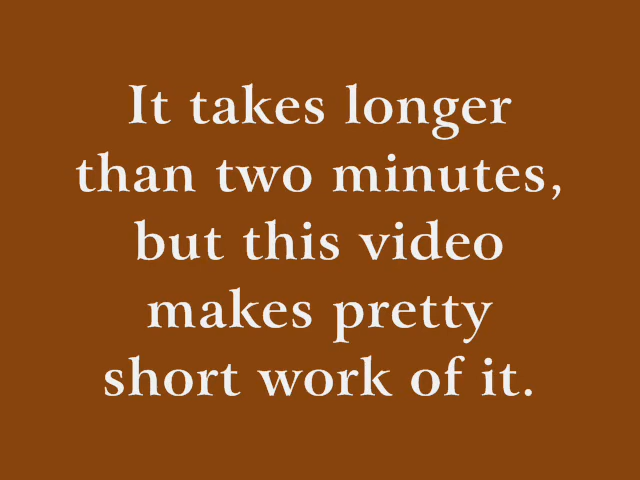 It takes longer
than two minutes,
but this video
makes pretty
short work of it.